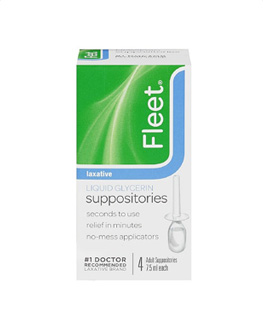 Fleet®
laxative
LIQUID GLYCERIN
suppositories
seconds to use
relief in minutes
no-mess applicators
#1 DOCTOR
RECOMMENDED
LAXATIVE BRAND
4 Adult Suppositories
7.5 ml each